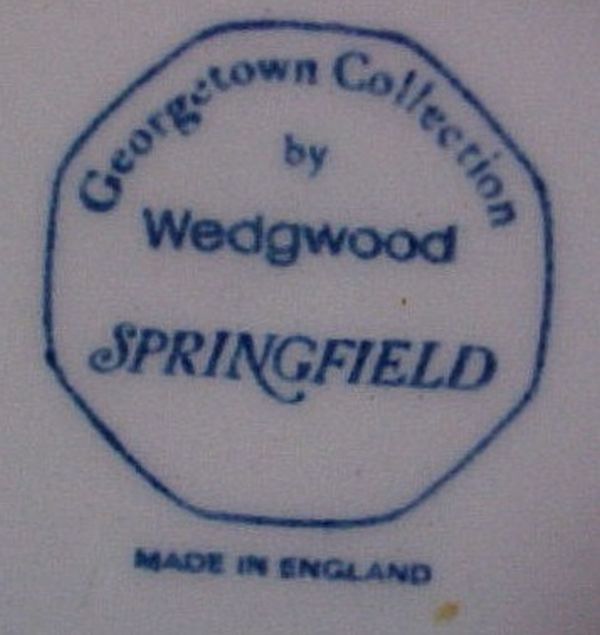 Georgetown Collection
by
Wedgwood
SPRINGFIELD
MADE IN ENGLAND